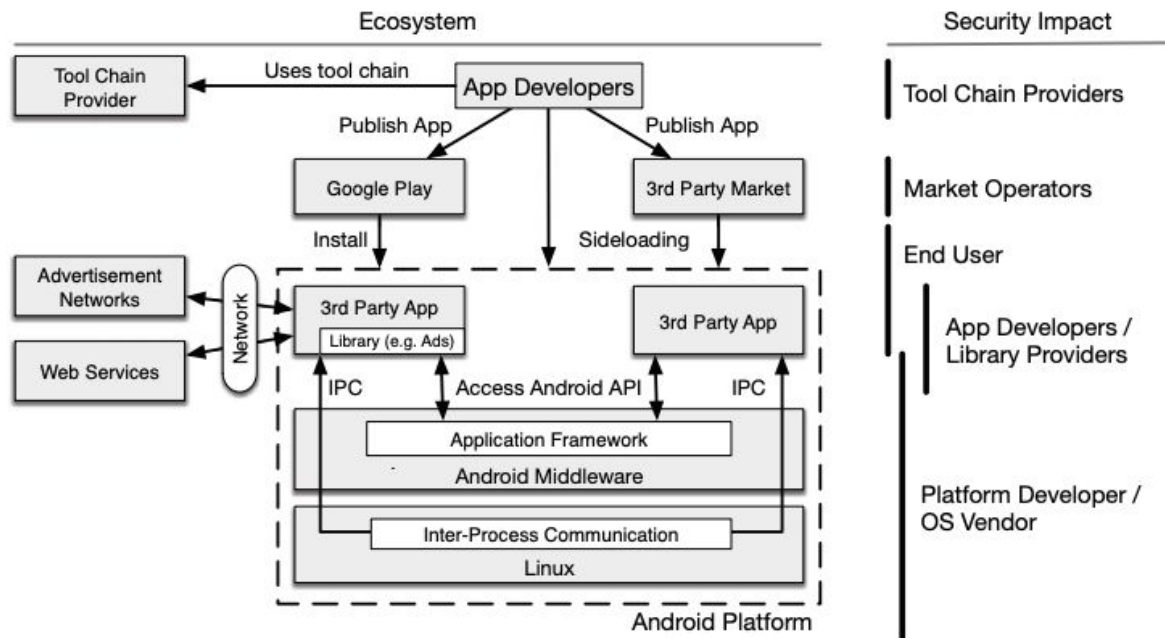 Ecosystem
Security Impact
Tool Chain
Provider
Uses tool chain
App Developers
Tool Chain Providers
Publish App
Publish App
Google Play
3rd Party Market
Market Operators
Install
Sideloading
End User
Advertisement
Networks
Network
3rd Party App
Library (e.g. Ads)
3rd Party App
App Developers /
Library Providers
Web Services
IPC
Access Android API
IPC
Application Framework
Android Middleware
Platform Developer /
OS Vendor
Inter-Process Communication
Linux
Android Platform